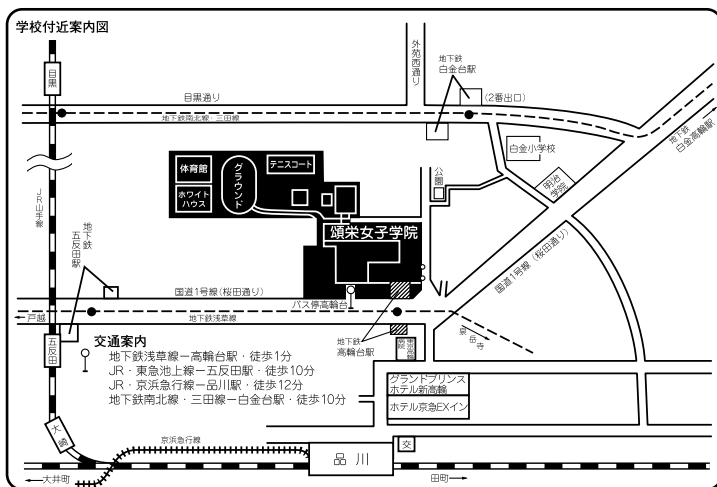 学校付近案内図
目黒
目黒通り
地下鉄南北線・三田線
外苑西通り
地下鉄
白金台駅
(2番出口)
地下鉄
白金高輪駅
白金小学校
明治
学院
公園
体育館
ホワイト
ハウス
グラウンド
テニスコート
頌栄女子学院
JR山手線
地下鉄
五反田駅
国道1号線(桜田通り)
バス停高輪台
国道1号線(桜田通り)
戸越
地下鉄浅草線
泉岳寺
地下鉄
高輪台駅
五反田
交通案内
地下鉄浅草線ー高輪台駅・徒歩1分
JR・東急池上線ー五反田駅・徒歩10分
JR・京浜急行線ー品川駅・徒歩12分
地下鉄南北線・三田線ー白金台駅・徒歩10分
グランドプリンス
ホテル新高輪
ホテル京急EXイン
大崎
京浜急行線
品川
交
大井町
田町